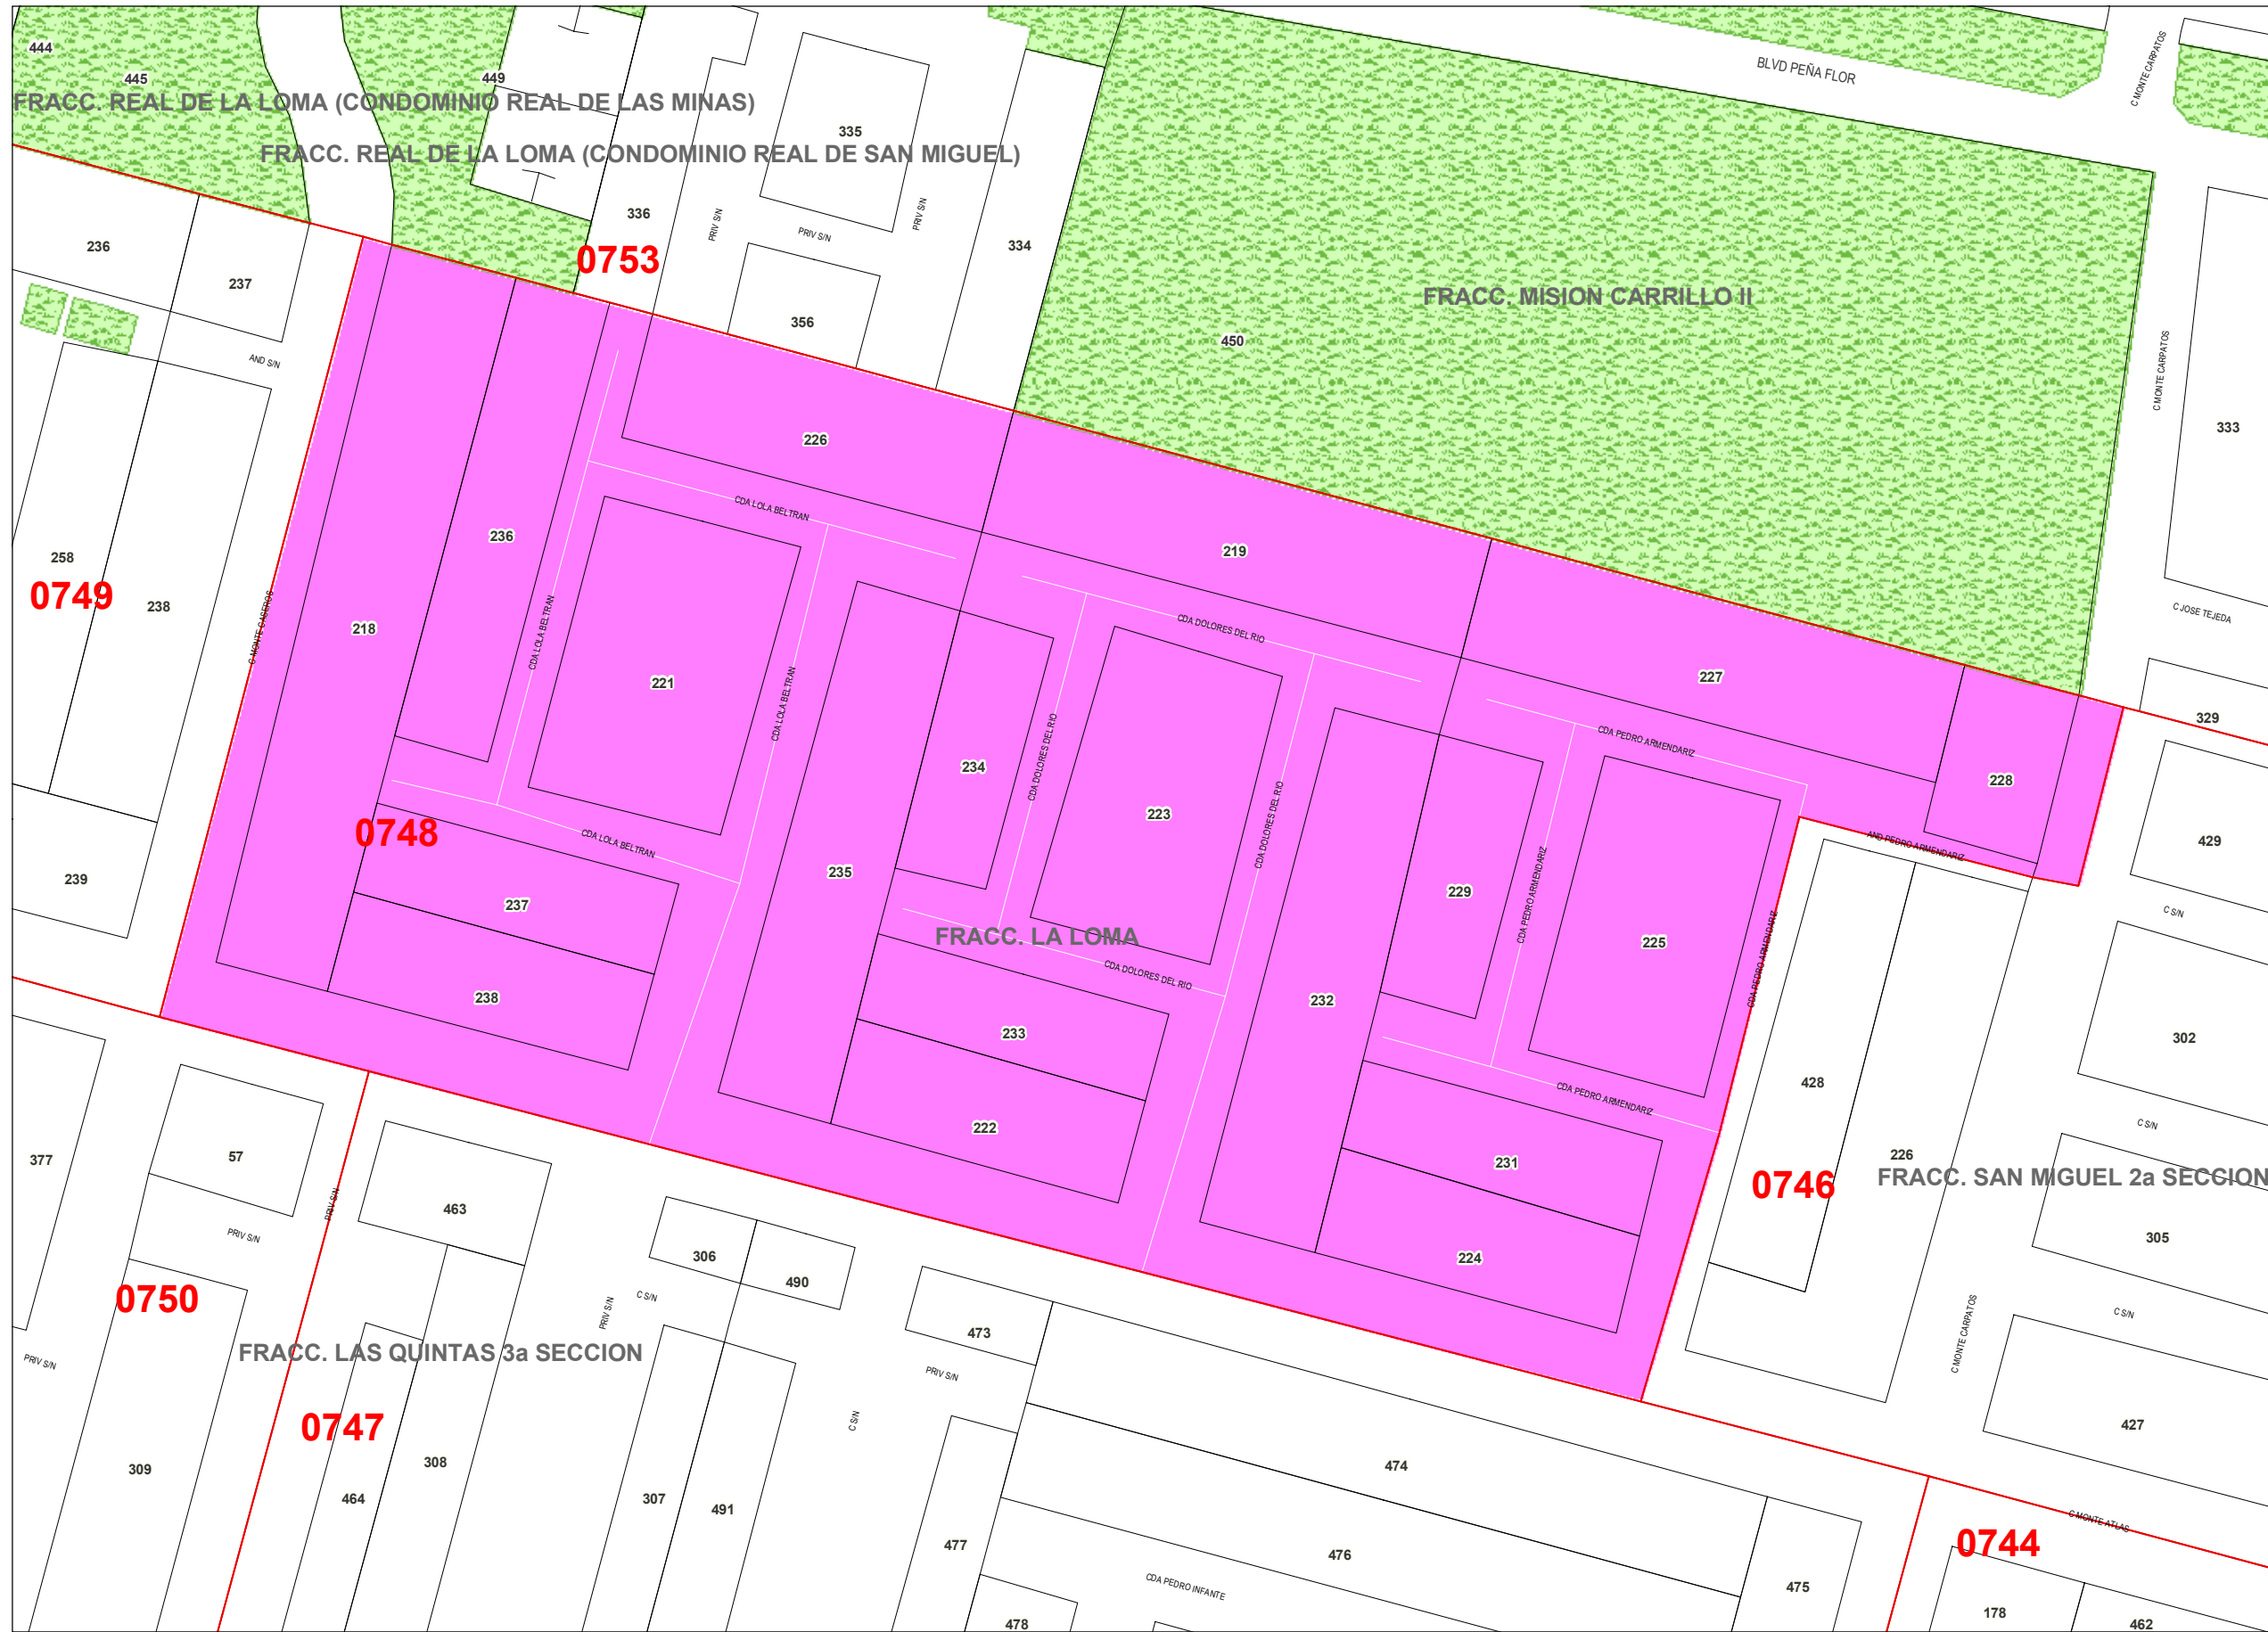 444
445
449
BLVD PEÑA FLOR
C MONTE CARPATOS
FRACC. REAL DE LA LOMA (CONDOMINIO REAL DE LAS MINAS)
335
FRACC. REAL DE LA LOMA (CONDOMINIO REAL DE SAN MIGUEL)
336
PRIV S/N
PRIV S/N
PRIV S/N
334
236
237
0753
FRACC. MISION CARRILLO II
356
450
AND S/N
C MONTE CARPATOS
333
226
CDA LOLA BELTRAN
236
219
258
0749
238
C MONTE CASEROS
218
CDA LOLA BELTRAN
221
CDA LOLA BELTRAN
CDA DOLORES DEL RIO
C JOSE TEJEDA
227
329
CDA PEDRO ARMENDARIZ
234
CDA DOLORES DEL RIO
223
CDA DOLORES DEL RIO
228
0748
CDA LOLA BELTRAN
AND PEDRO ARMENDARIZ
429
239
235
229
CDA PEDRO ARMENDARIZ
237
C S/N
FRACC. LA LOMA
225
CDA PEDRO ARMENDARIZ
CDA DOLORES DEL RIO
238
232
233
302
428
CDA PEDRO ARMENDARIZ
222
C S/N
377
57
231
226
0746
FRACC. SAN MIGUEL 2a SECCION
PRIV S/N
463
PRIV S/N
305
306
490
224
0750
C S/N
PRIV S/N
C S/N
473
C MONTE CARPATOS
FRACC. LAS QUINTAS 3a SECCION
PRIV S/N
PRIV S/N
0747
C S/N
427
309
308
474
464
307
491
C MONTE ATLAS
0744
477
476
CDA PEDRO INFANTE
475
478
178
462